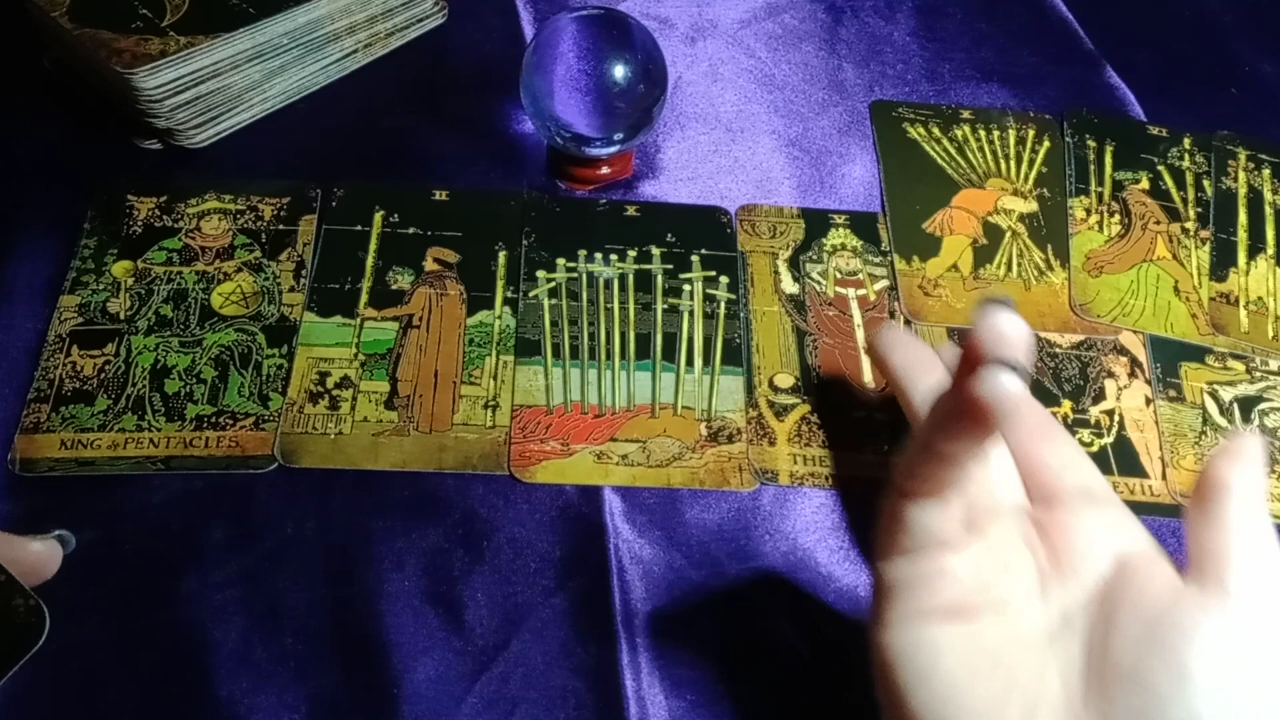 KING of PENTACLES.
II
X
V
THE
X
VI
EVIL